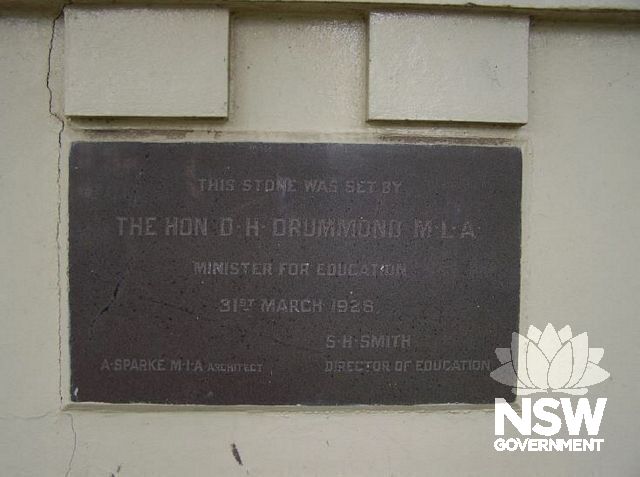 THIS STONE WAS SET BY
THE HON D·H·DRUMMOND M·L·A·
MINISTER FOR EDUCATION
31ST MARCH 1928
S·H·SMITH
A·SPARKE M·I·A ARCHITECT DIRECTOR OF EDUCATION
NSW
GOVERNMENT